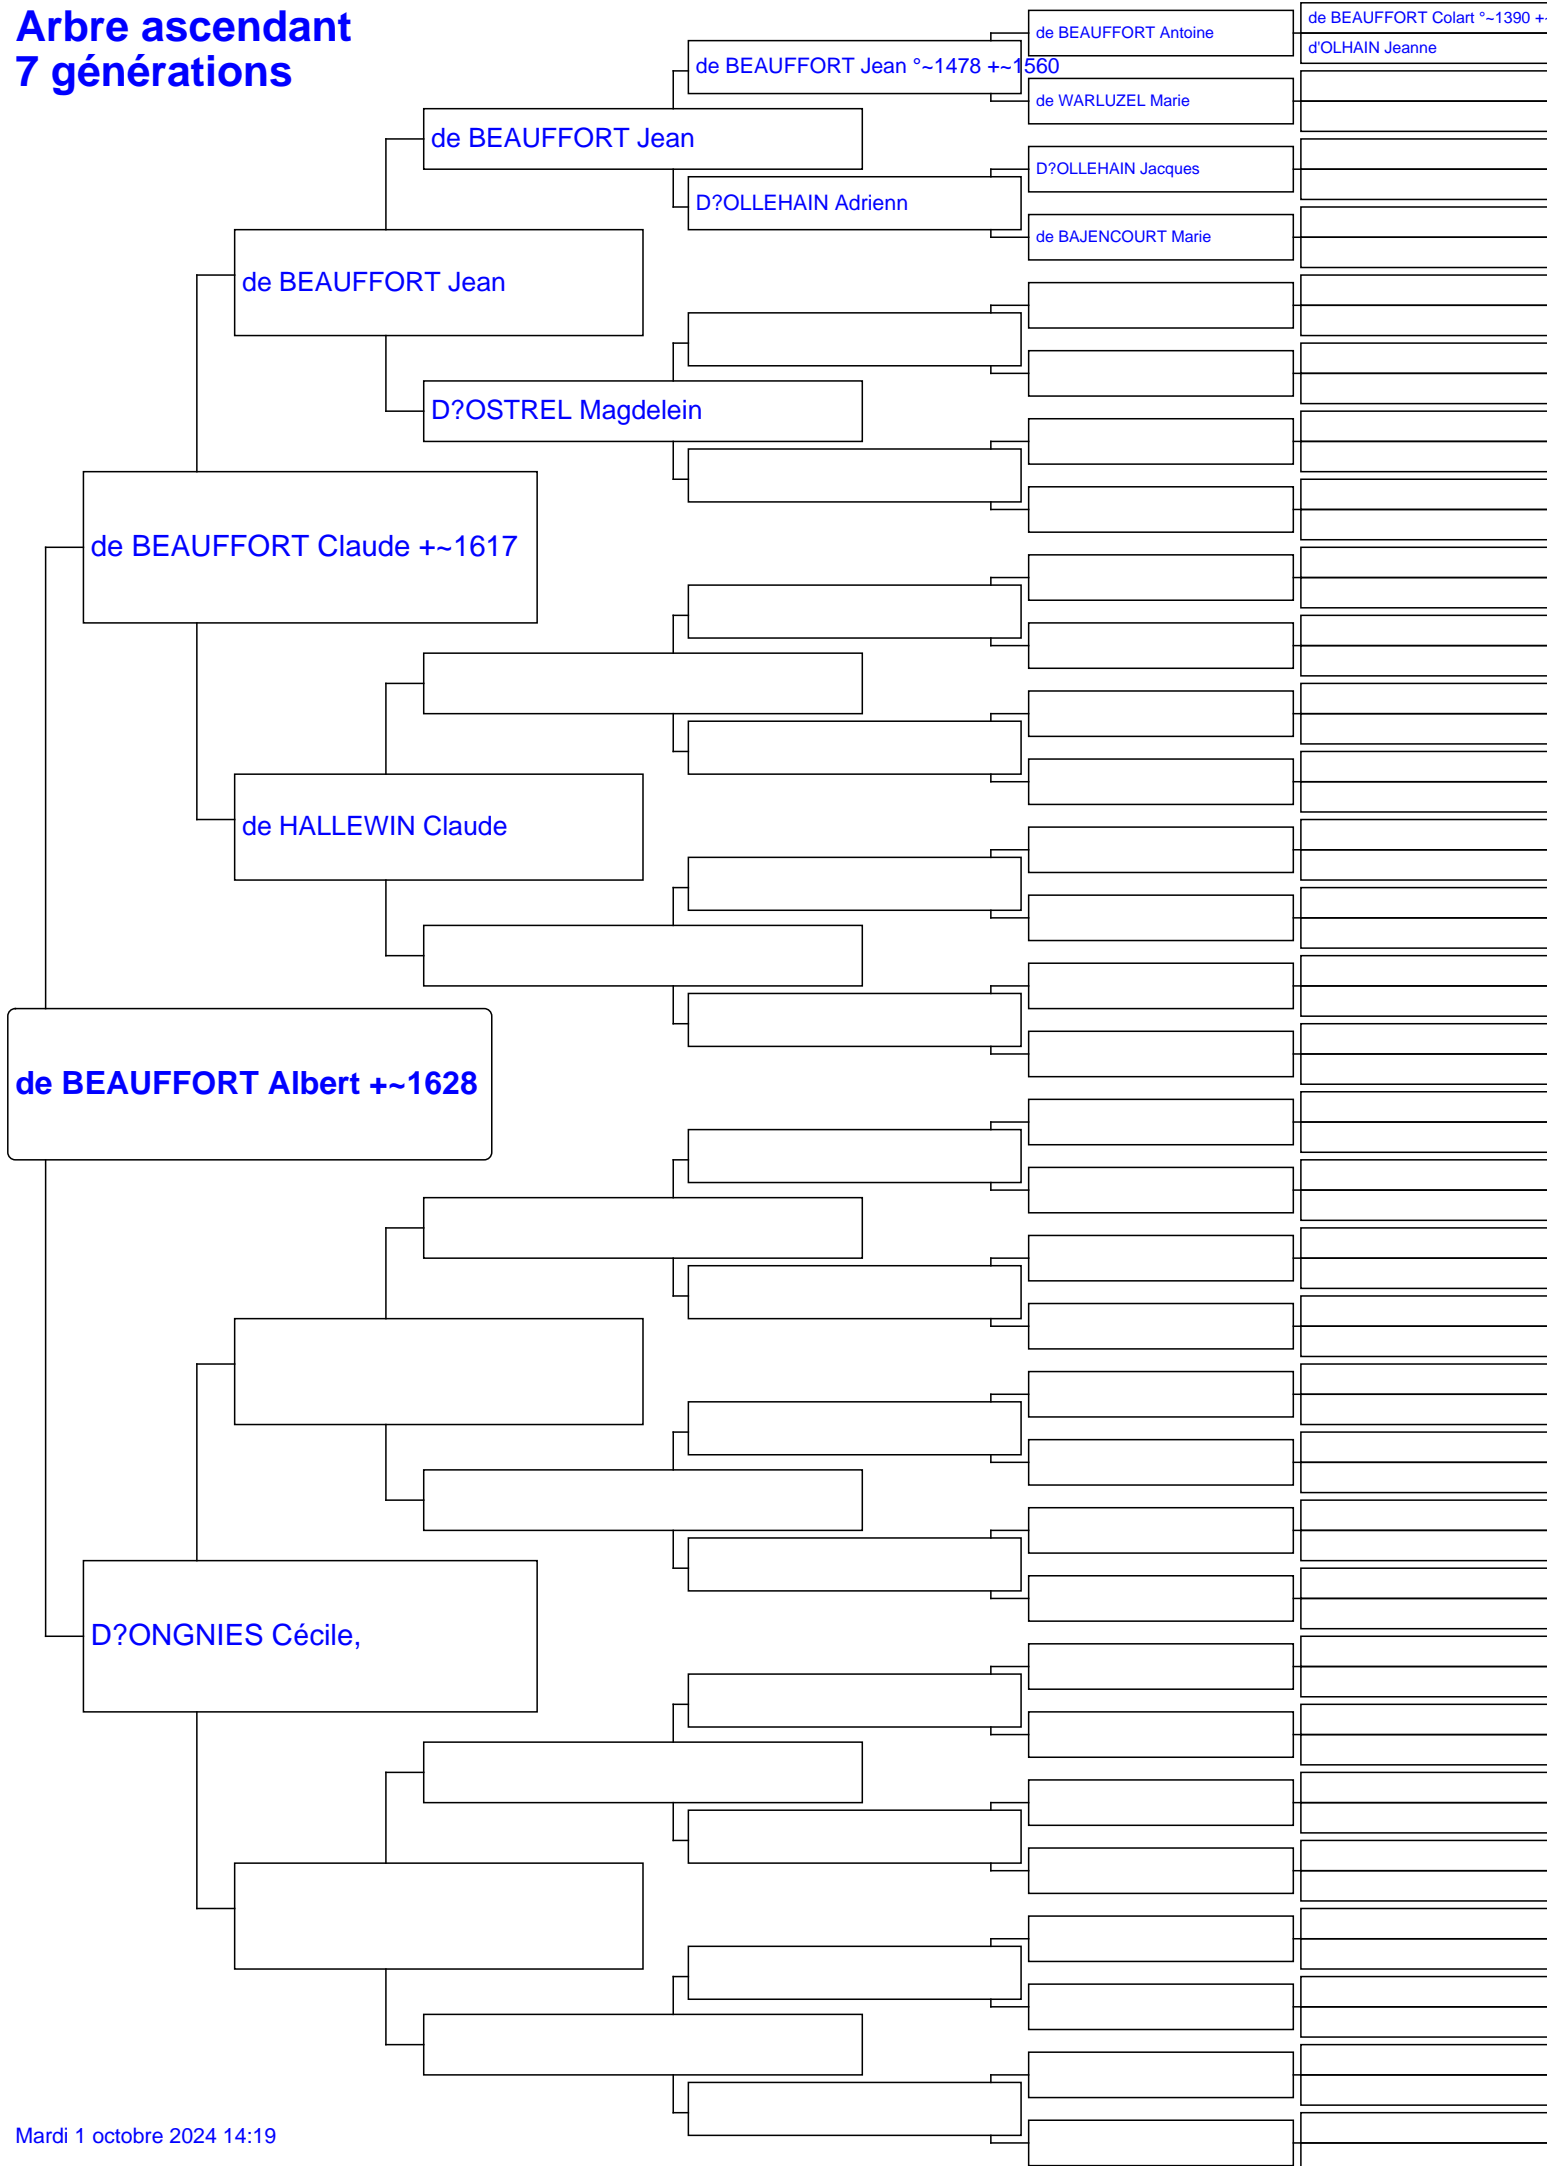 Arbre ascendant
7 générations
de BEAUFFORT Antoine
de BEAUFFORT Colart °~1390 +~
d'OLHAIN Jeanne
de BEAUFFORT Jean °~1478 +~1560
de WARLUZEL Marie
de BEAUFFORT Jean
D?OLLEHAIN Jacques
D?OLLEHAIN Adrienn
de BAJENCOURT Marie
de BEAUFFORT Jean
D?OSTREL Magdelein
de BEAUFFORT Claude +~1617
de HALLEWIN Claude
de BEAUFFORT Albert +~1628
D?ONGNIES Cécile,
Mardi 1 octobre 2024 14:19